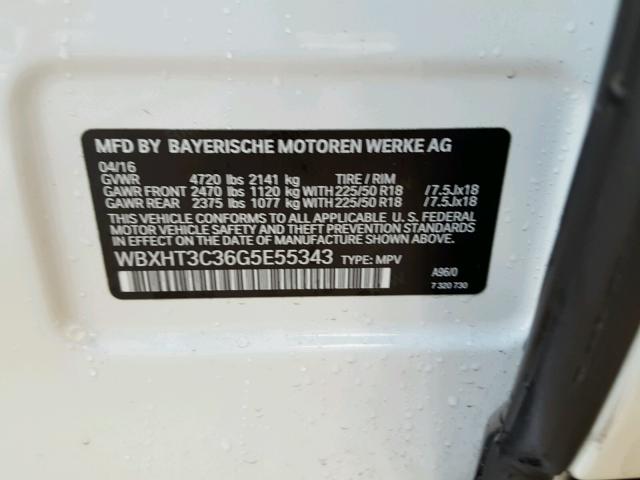 MFD BY BAYERISCHE MOTOREN WERKE AG
04/16
GVWR 4720 lbs 2141 kg TIRE / RIM
GAWR FRONT 2470 lbs 1120 kg WITH 225/50 R18 /7.5Jx18
GAWR REAR 2375 lbs 1077 kg WITH 225/50 R18 /7.5Jx18
THIS VEHICLE CONFORMS TO ALL APPLICABLE U. S. FEDERAL
MOTOR VEHICLE SAFETY AND THEFT PREVENTION STANDARDS
IN EFFECT ON THE DATE OF MANUFACTURE SHOWN ABOVE.
WBXHT3C36G5E55343 TYPE: MPV
A96/0
7 320 730